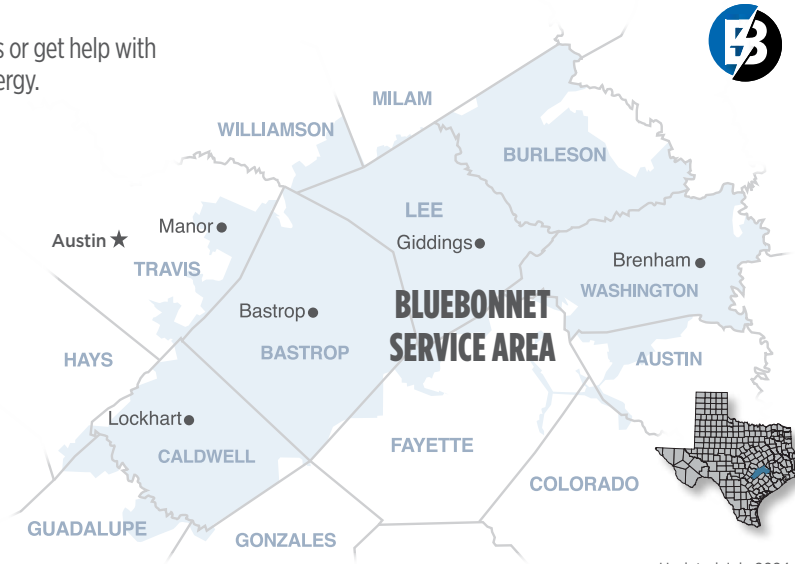 s or get help with
ergy.
MILAM
WILLIAMSON
BURLESON
LEE
Manor
Austin
Giddings
TRAVIS
Brenham
WASHINGTON
Bastrop
BLUEBONNET
SERVICE AREA
BASTROP
HAYS
AUSTIN
Lockhart
FAYETTE
CALDWELL
COLORADO
GUADALUPE
GONZALES